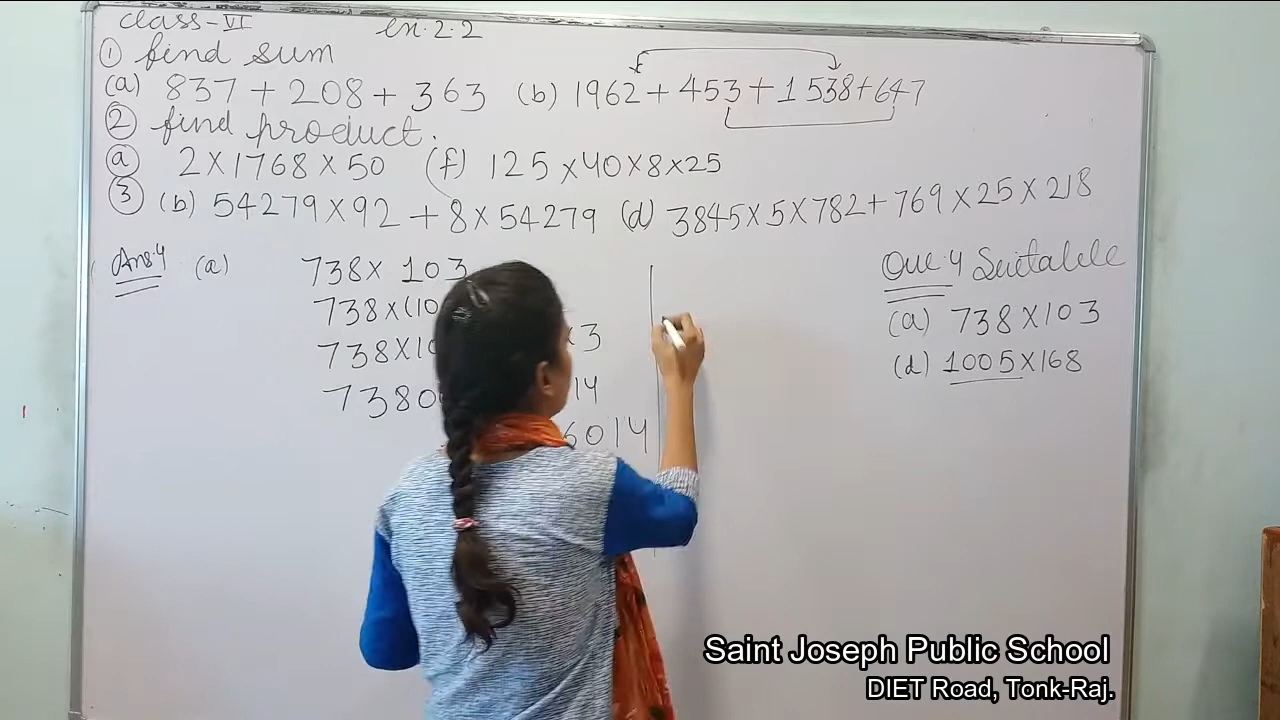 class-VI ex.2.2
① find sum
(a) 837+208+363 (b) 1962+453+1538+647
② find product.
ⓐ 2×1768×50 (f) 125×40×8×25
③ (b) 54279×92+8×54279 (d) 3845×5×782+769×25×218
Ans4 (a) 738×103
738×(10
738×10 ×3
7380 14
6014
Que.4 Suitable
(a) 738×103
(d) 1005×168
Saint Joseph Public School
DIET Road, Tonk-Raj.